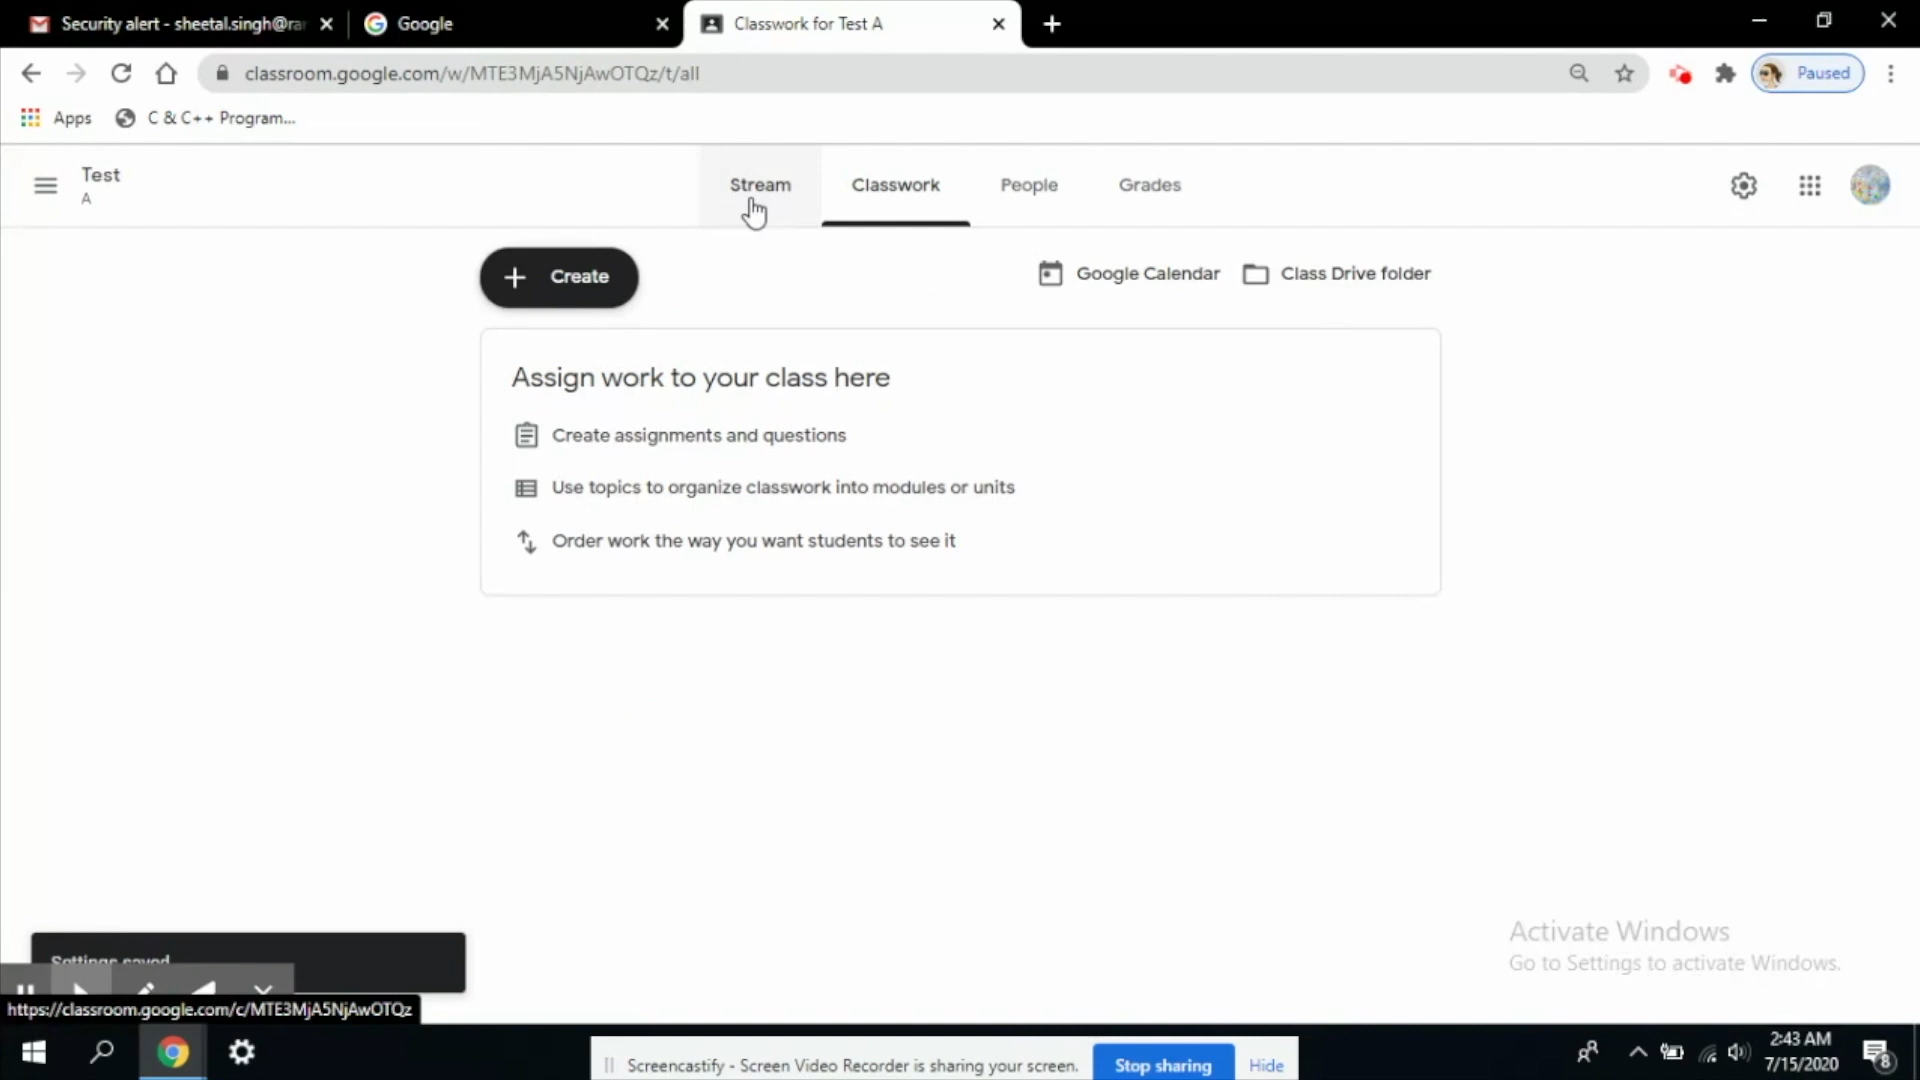 Security alert - sheetal.singh@rar
Google
Classwork for Test A
classroom.google.com/w/MTE3MjA5NjAwOTQz/t/all
Paused
Apps
C & C++ Program...
Test
A
Stream
Classwork
People
Grades
Create
Google Calendar
Class Drive folder
Assign work to your class here
Create assignments and questions
Use topics to organize classwork into modules or units
Order work the way you want students to see it
Activate Windows
Go to Settings to activate Windows.
Settings saved
https://classroom.google.com/c/MTE3MjA5NjAwOTQz
Screencastify - Screen Video Recorder is sharing your screen.
Stop sharing
Hide
2:43 AM
7/15/2020
8